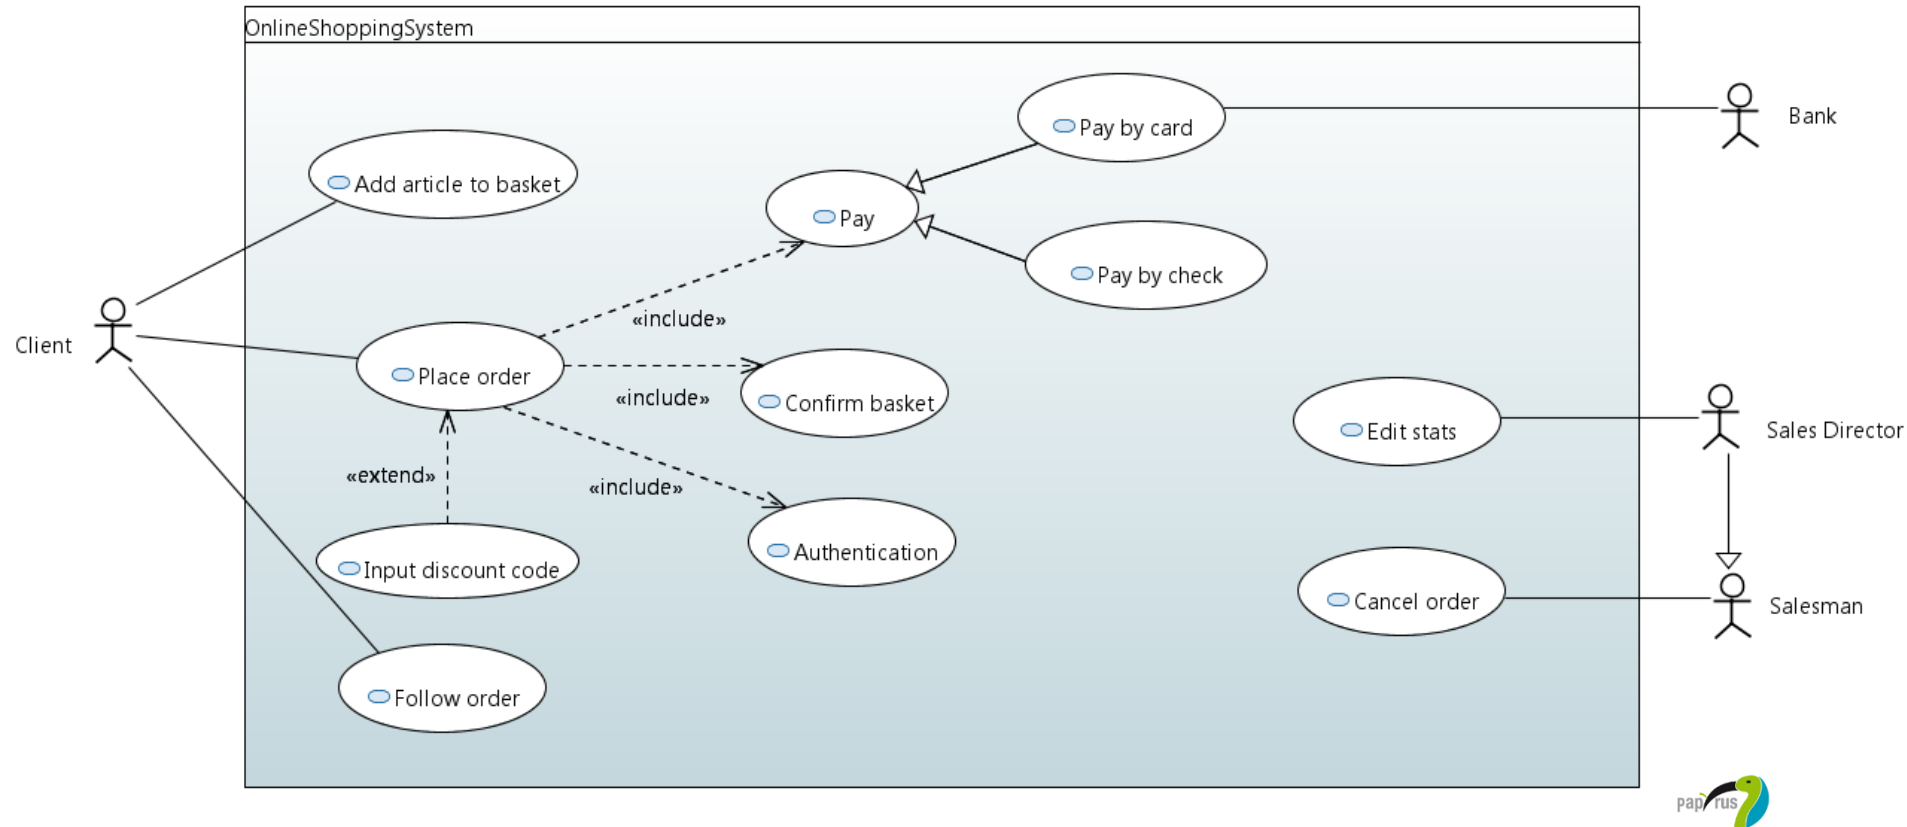 OnlineShoppingSystem
Pay by card
Bank
Add article to basket
Pay
Pay by check
«include»
Client
Place order
«include»
Confirm basket
Edit stats
Sales Director
«extend»
«include»
Authentication
Input discount code
Cancel order
Salesman
Follow order
papyrus